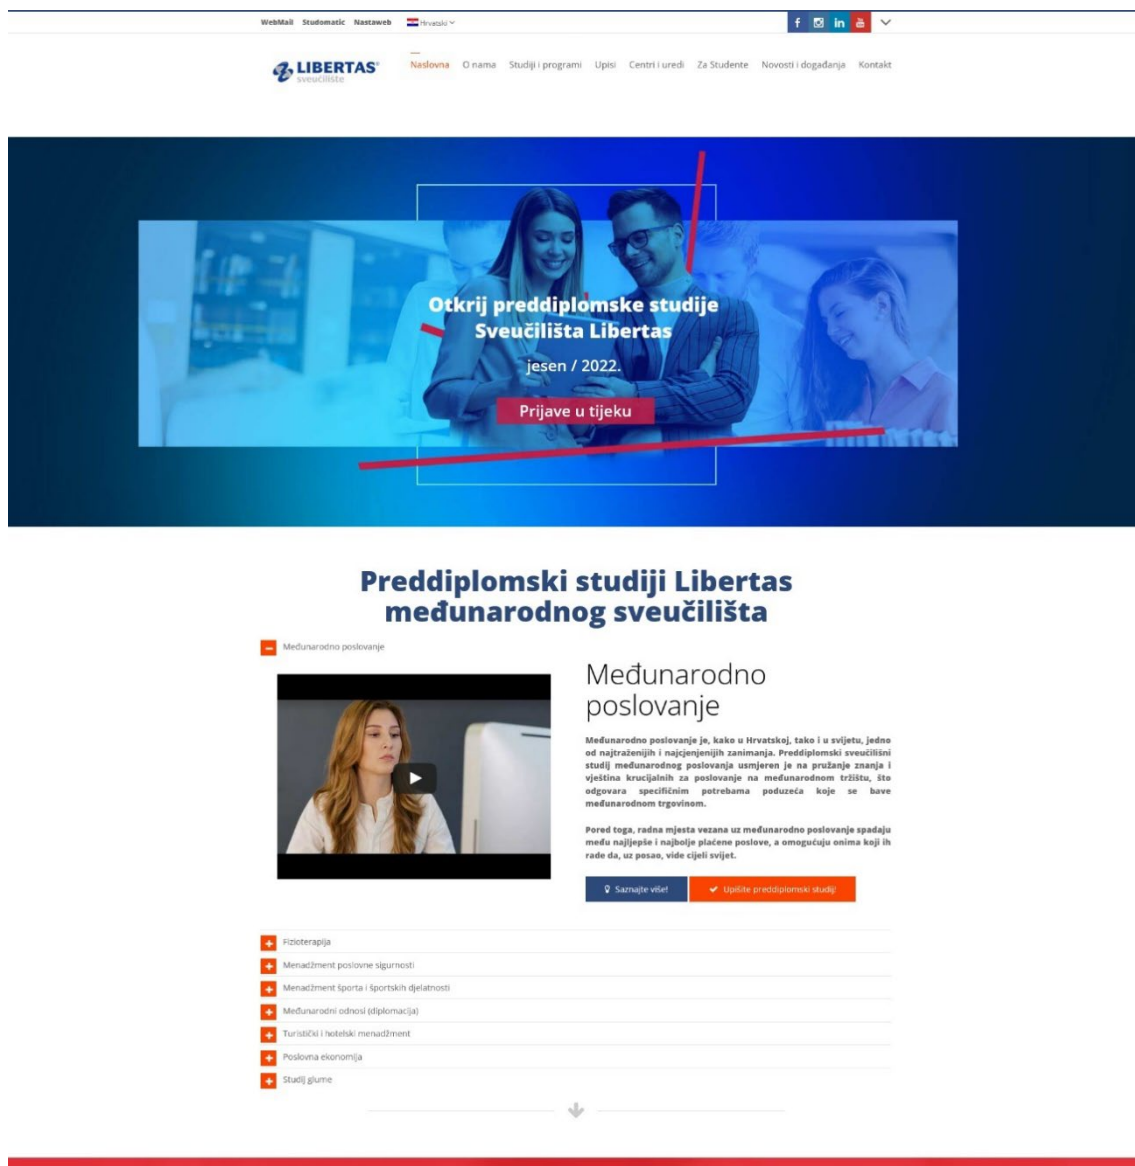 WebMail Studomatic Nastaweb Hrvatski
LIBERTAS®
sveučilište
Naslovna O nama Studiji i programi Upisi Centri i uredi Za Studente Novosti i događanja Kontakt
Otkrij preddiplomske studije
Sveučilišta Libertas
jesen / 2022.
Prijave u tijeku
Preddiplomski studiji Libertas
međunarodnog sveučilišta
Međunarodno poslovanje
Međunarodno
poslovanje
Međunarodno poslovanje je, kako u Hrvatskoj, tako i u svijetu, jedno
od najtraženijih i najcjenjenijih zanimanja. Preddiplomski sveučilišni
studij međunarodnog poslovanja usmjeren je na pružanje znanja i
vještina krucijalnih za poslovanje na međunarodnom tržištu, što
odgovara specifičnim potrebama poduzeća koje se bave
međunarodnom trgovinom.
Pored toga, radna mjesta vezana uz međunarodno poslovanje spadaju
među najljepše i najbolje plaćene poslove, a omogućuju onima koji ih
rade da, uz posao, vide cijeli svijet.
Saznajte više! Upišite preddiplomski studij!
Fizioterapija
Menadžment poslovne sigurnosti
Menadžment športa i športskih djelatnosti
Međunarodni odnosi (diplomacija)
Turistički i hotelski menadžment
Poslovna ekonomija
Studij glume